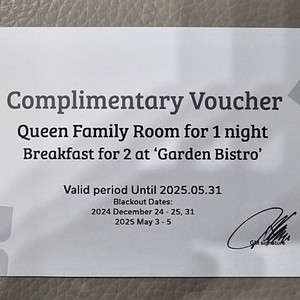 Complimentary Voucher
Queen Family Room for 1 night
Breakfast for 2 at ‘Garden Bistro’
Valid period Until 2025.05.31
Blackout Dates:
2024 December 24 - 25, 31
2025 May 3 - 5
GM signature